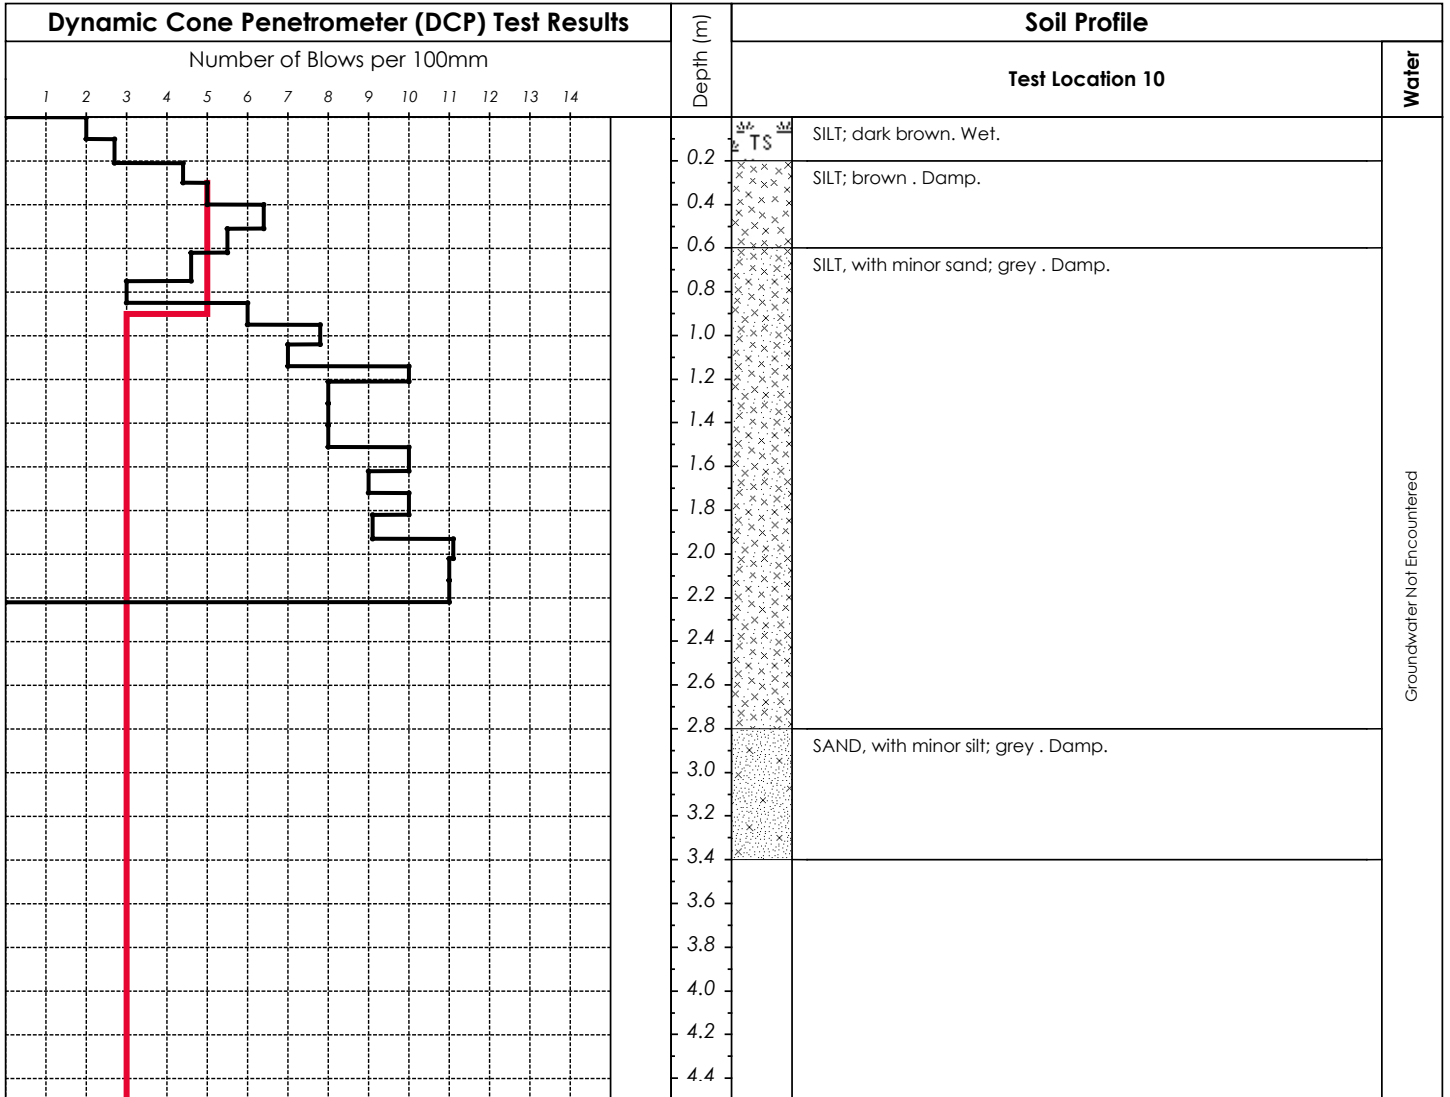 Dynamic Cone Penetrometer (DCP) Test Results
Number of Blows per 100mm
1 2 3 4 5 6 7 8 9 10 11 12 13 14
Depth (m)
Soil Profile
Test Location 10
Water
TS
SILT; dark brown. Wet.
0.2
SILT; brown . Damp.
0.4
0.6
SILT, with minor sand; grey . Damp.
0.8
1.0
1.2
1.4
1.6
1.8
2.0
2.2
2.4
2.6
2.8
SAND, with minor silt; grey . Damp.
3.0
3.2
3.4
3.6
3.8
4.0
4.2
4.4
Groundwater Not Encountered